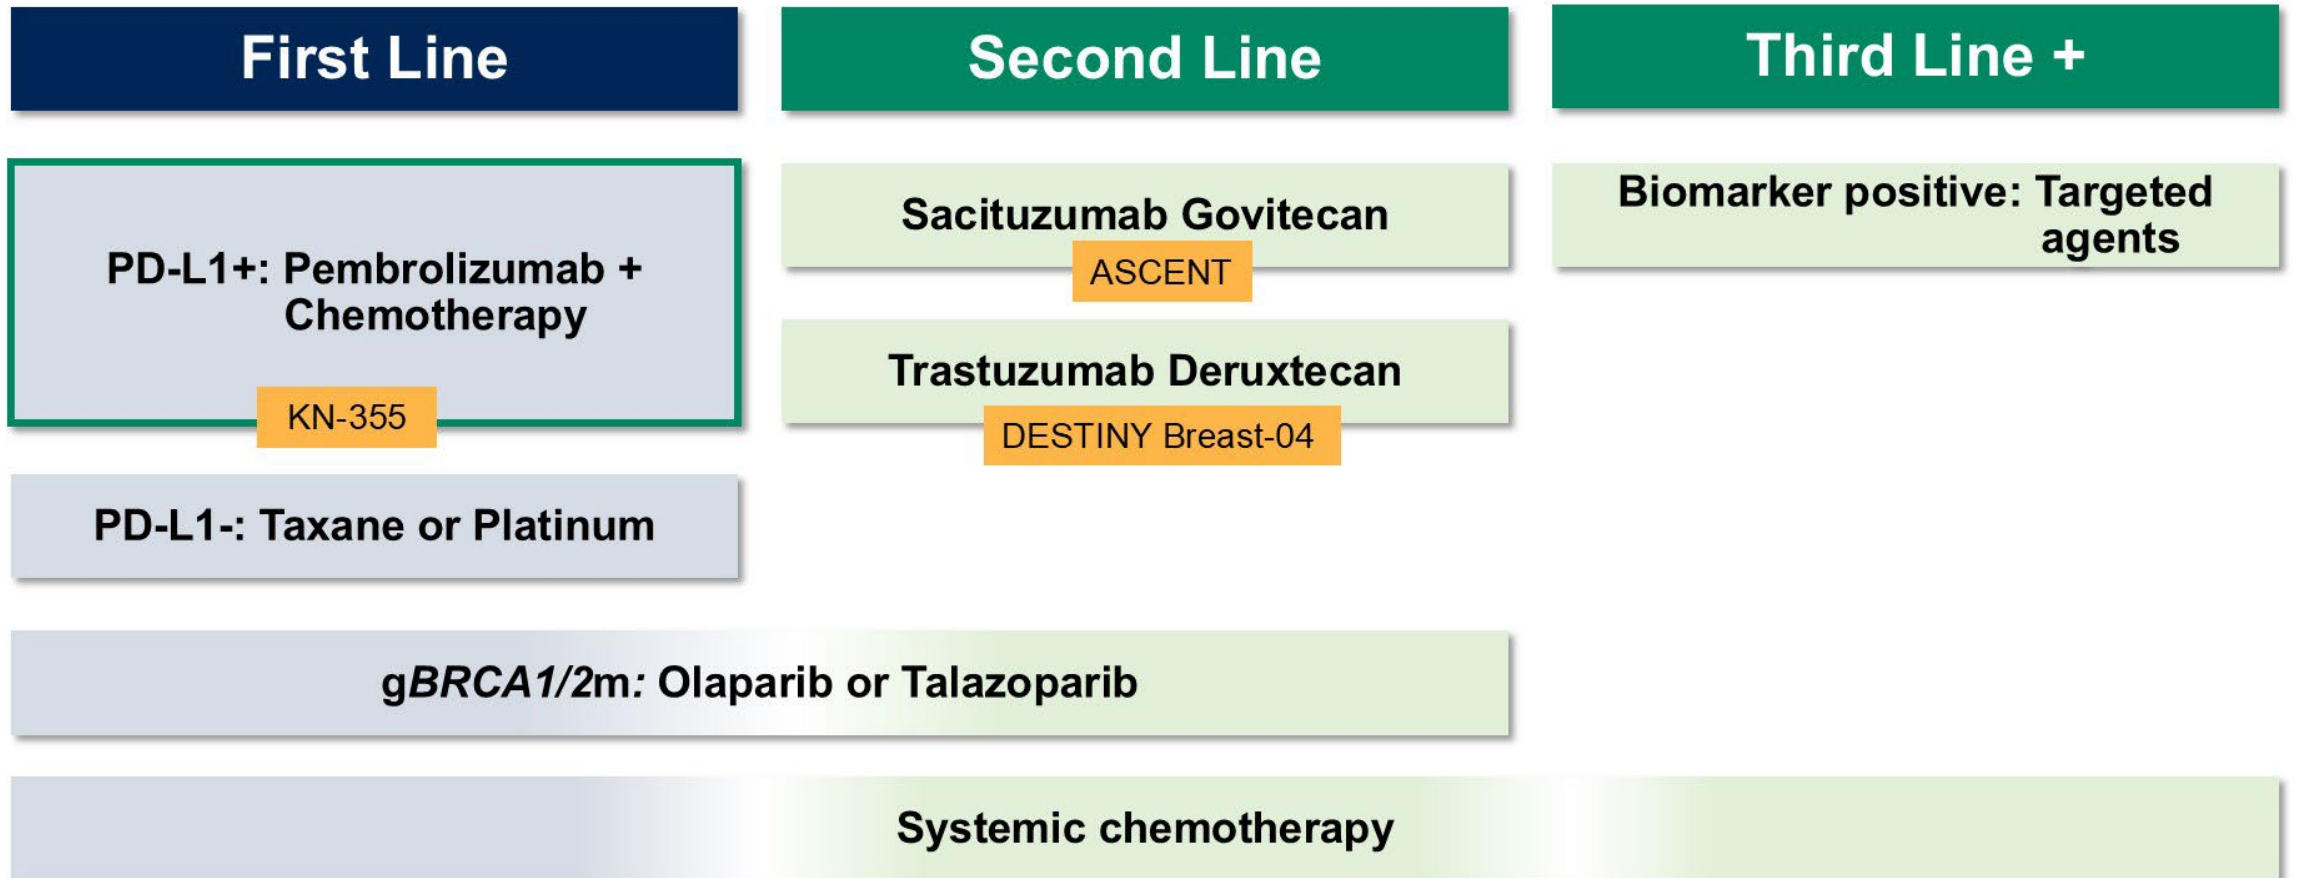 First Line
Second Line
Third Line +
PD-L1+: Pembrolizumab +
Chemotherapy
KN-355
PD-L1-: Taxane or Platinum
Sacituzumab Govitecan
ASCENT
Trastuzumab Deruxtecan
DESTINY Breast-04
Biomarker positive: Targeted
agents
gBRCA1/2m: Olaparib or Talazoparib
Systemic chemotherapy